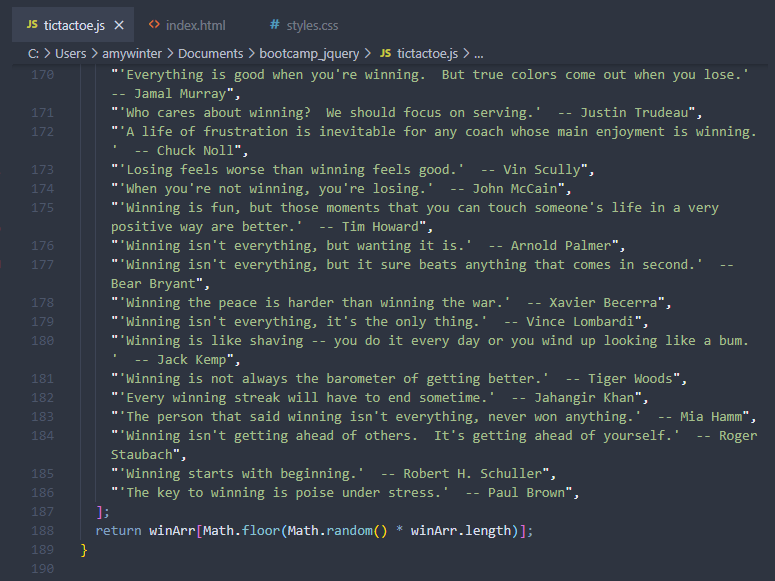 JS tictactoe.js × <> index.html # styles.css
C: > Users > amywinter > Documents > bootcamp_jquery > JS tictactoe.js > ...
170 "'Everything is good when you're winning.  But true colors come out when you lose.'
-- Jamal Murray",
171 "'Who cares about winning?  We should focus on serving.'  -- Justin Trudeau",
172 "'A life of frustration is inevitable for any coach whose main enjoyment is winning.
'  -- Chuck Noll",
173 "'Losing feels worse than winning feels good.'  -- Vin Scully",
174 "'When you're not winning, you're losing.'  -- John McCain",
175 "'Winning is fun, but those moments that you can touch someone's life in a very
positive way are better.'  -- Tim Howard",
176 "'Winning isn't everything, but wanting it is.'  -- Arnold Palmer",
177 "'Winning isn't everything, but it sure beats anything that comes in second.'  --
Bear Bryant",
178 "'Winning the peace is harder than winning the war.'  -- Xavier Becerra",
179 "'Winning isn't everything, it's the only thing.'  -- Vince Lombardi",
180 "'Winning is like shaving -- you do it every day or you wind up looking like a bum.
'  -- Jack Kemp",
181 "'Winning is not always the barometer of getting better.'  -- Tiger Woods",
182 "'Every winning streak will have to end sometime.'  -- Jahangir Khan",
183 "'The person that said winning isn't everything, never won anything.'  -- Mia Hamm",
184 "'Winning isn't getting ahead of others.  It's getting ahead of yourself.'  -- Roger
Staubach",
185 "'Winning starts with beginning.'  -- Robert H. Schuller",
186 "'The key to winning is poise under stress.'  -- Paul Brown",
187 ];
188 return winArr[Math.floor(Math.random() * winArr.length)];
189 }
190